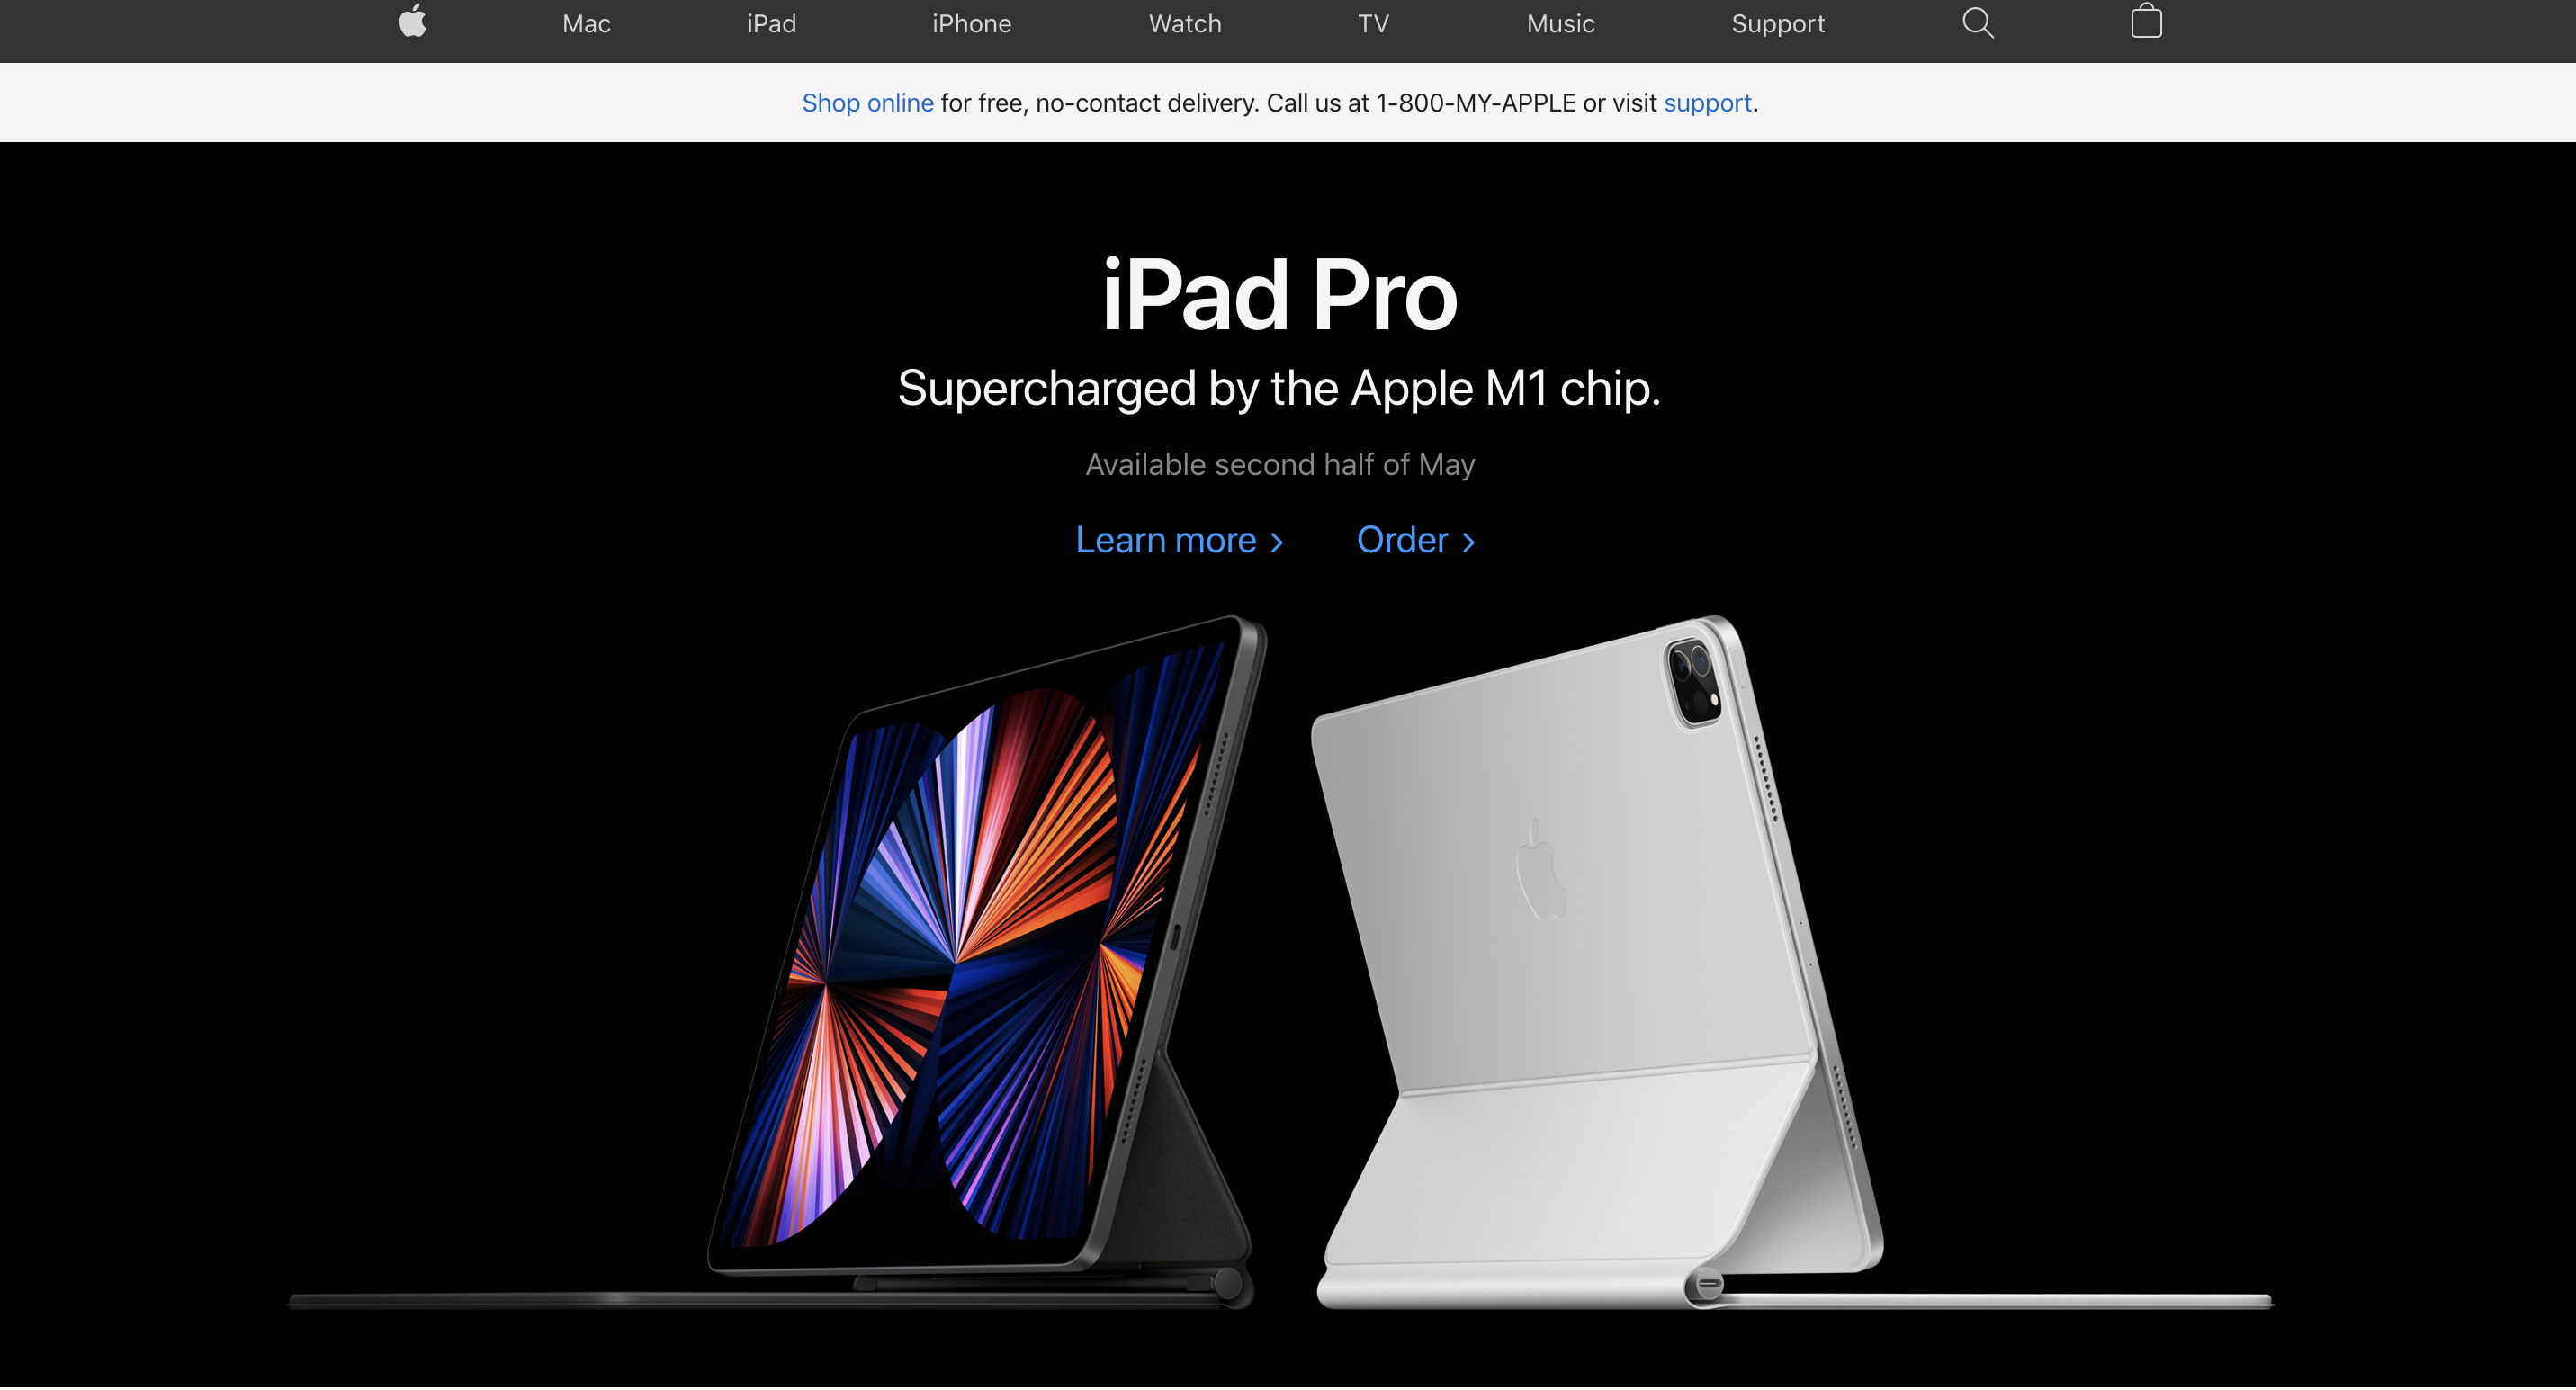 Mac iPad iPhone Watch TV Music Support
Shop online for free, no-contact delivery. Call us at 1-800-MY-APPLE or visit support.
iPad Pro
Supercharged by the Apple M1 chip.
Available second half of May
Learn more > Order >